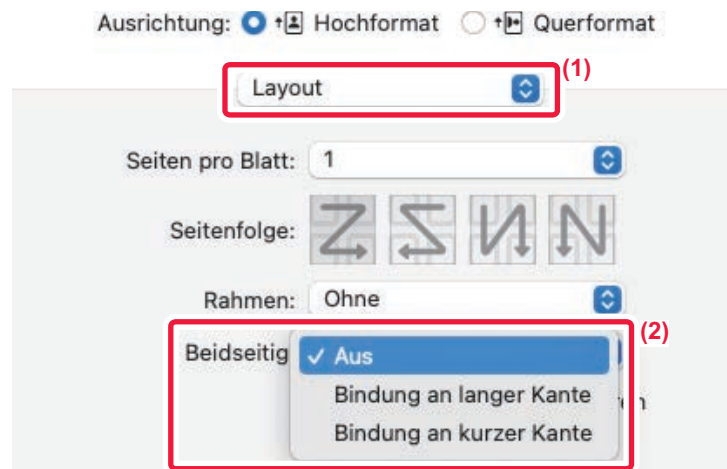 Ausrichtung: Hochformat Querformat
(1)
Layout
Seiten pro Blatt: 1
Seitenfolge:
Rahmen: Ohne
(2)
Beidseitig ✓ Aus
Bindung an langer Kante
Bindung an kurzer Kante